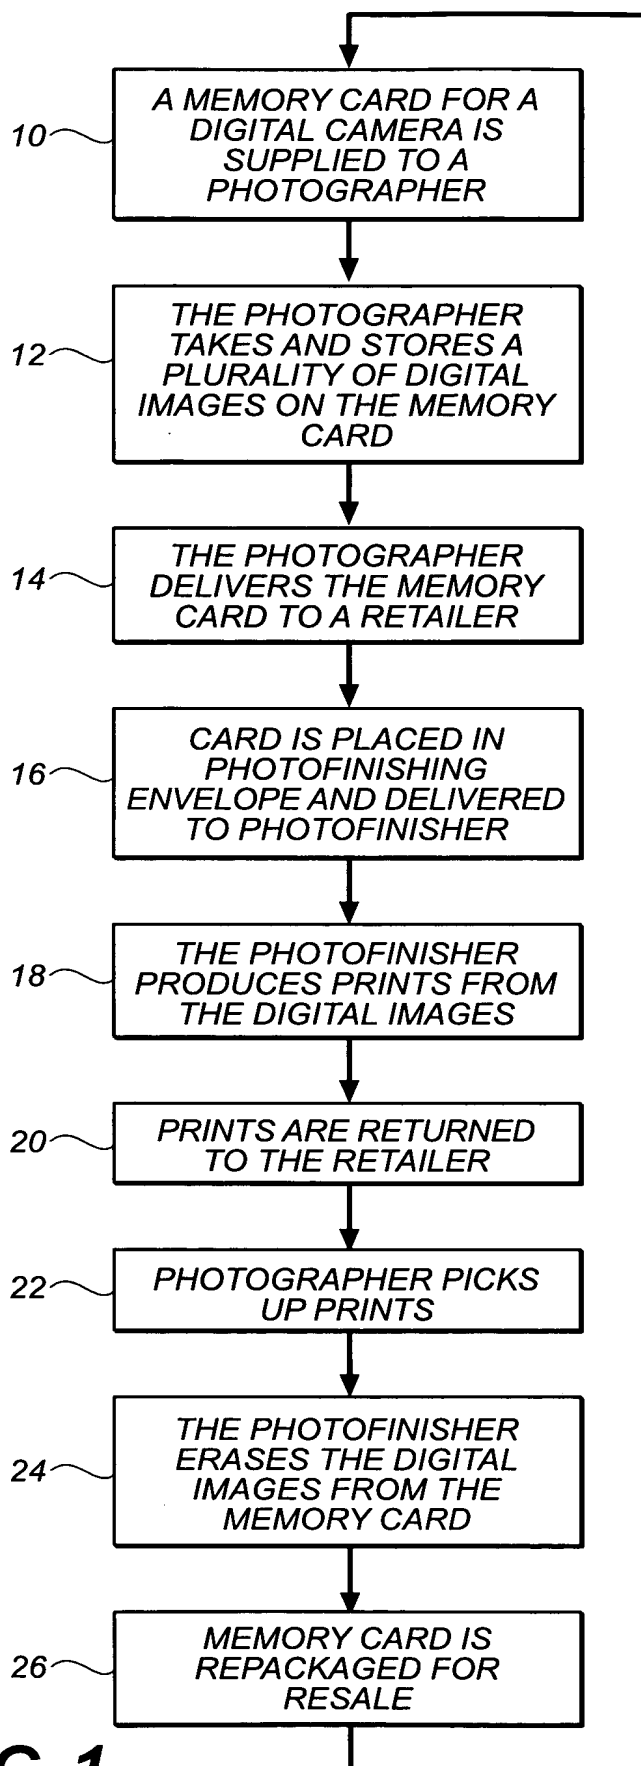 10
A MEMORY CARD FOR A
DIGITAL CAMERA IS
SUPPLIED TO A
PHOTOGRAPHER
12
THE PHOTOGRAPHER
TAKES AND STORES A
PLURALITY OF DIGITAL
IMAGES ON THE MEMORY
CARD
14
THE PHOTOGRAPHER
DELIVERS THE MEMORY
CARD TO A RETAILER
16
CARD IS PLACED IN
PHOTOFINISHING
ENVELOPE AND DELIVERED
TO PHOTOFINISHER
18
THE PHOTOFINISHER
PRODUCES PRINTS FROM
THE DIGITAL IMAGES
20
PRINTS ARE RETURNED
TO THE RETAILER
22
PHOTOGRAPHER PICKS
UP PRINTS
24
THE PHOTOFINISHER
ERASES THE DIGITAL
IMAGES FROM THE
MEMORY CARD
26
MEMORY CARD IS
REPACKAGED FOR
RESALE